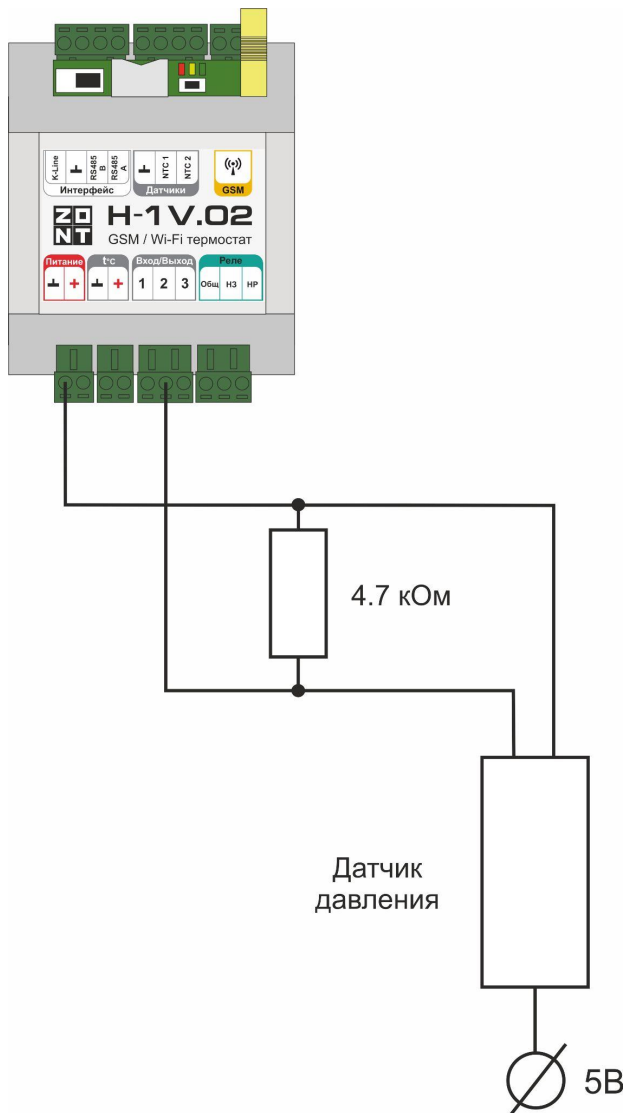 K-Line
⊥
RS485 B
RS485 A
⊥
NTC 1
NTC 2
Интерфейс
Датчики
GSM
ZONT
H-1V.02
GSM / Wi-Fi термостат
Питание
t°C
Вход/Выход
Реле
⊥ + ⊥ + 1 2 3 Общ НЗ НР
4.7 кОм
Датчик
давления
5В